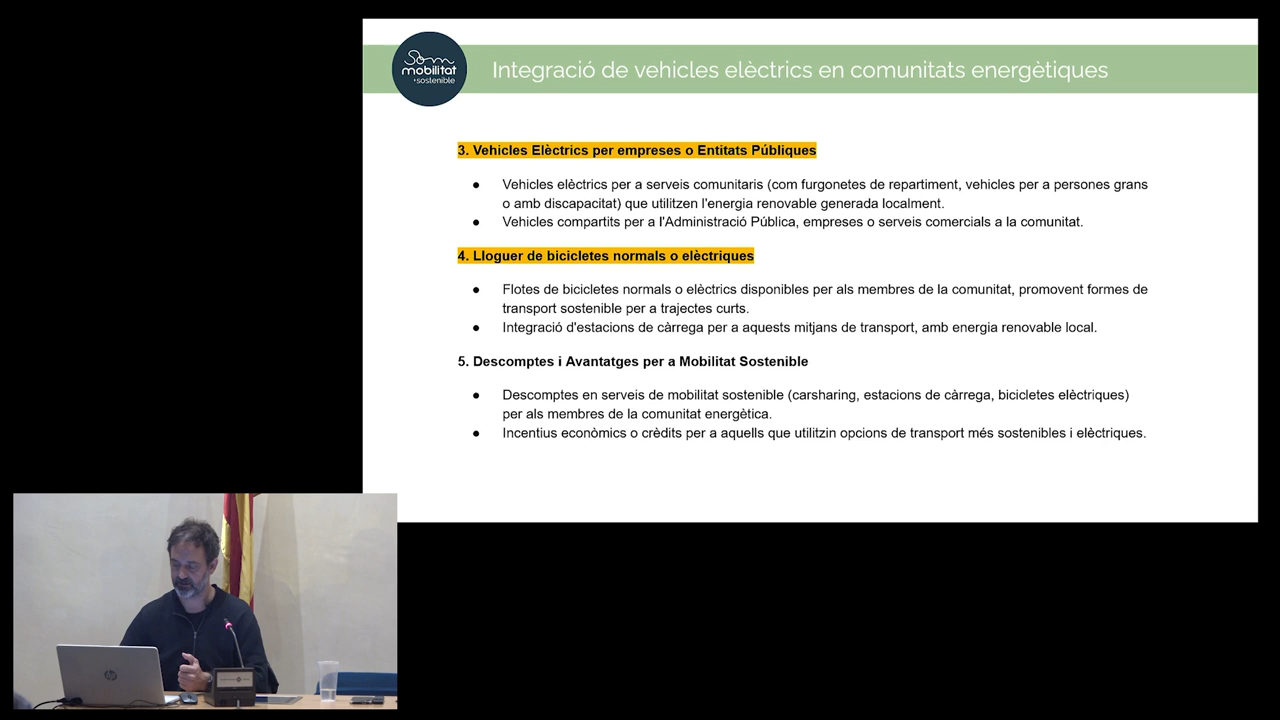 Som
mobilitat
+sostenible
Integració de vehicles elèctrics en comunitats energètiques
3. Vehicles Elèctrics per empreses o Entitats Públiques
● Vehicles elèctrics per a serveis comunitaris (com furgonetes de repartiment, vehicles per a persones grans
o amb discapacitat) que utilitzen l'energia renovable generada localment.
● Vehicles compartits per a l'Administració Pública, empreses o serveis comercials a la comunitat.
4. Lloguer de bicicletes normals o elèctriques
● Flotes de bicicletes normals o elèctrics disponibles per als membres de la comunitat, promovent formes de
transport sostenible per a trajectes curts.
● Integració d'estacions de càrrega per a aquests mitjans de transport, amb energia renovable local.
5. Descomptes i Avantatges per a Mobilitat Sostenible
● Descomptes en serveis de mobilitat sostenible (carsharing, estacions de càrrega, bicicletes elèctriques)
per als membres de la comunitat energètica.
● Incentius econòmics o crèdits per a aquells que utilitzin opcions de transport més sostenibles i elèctriques.
hp